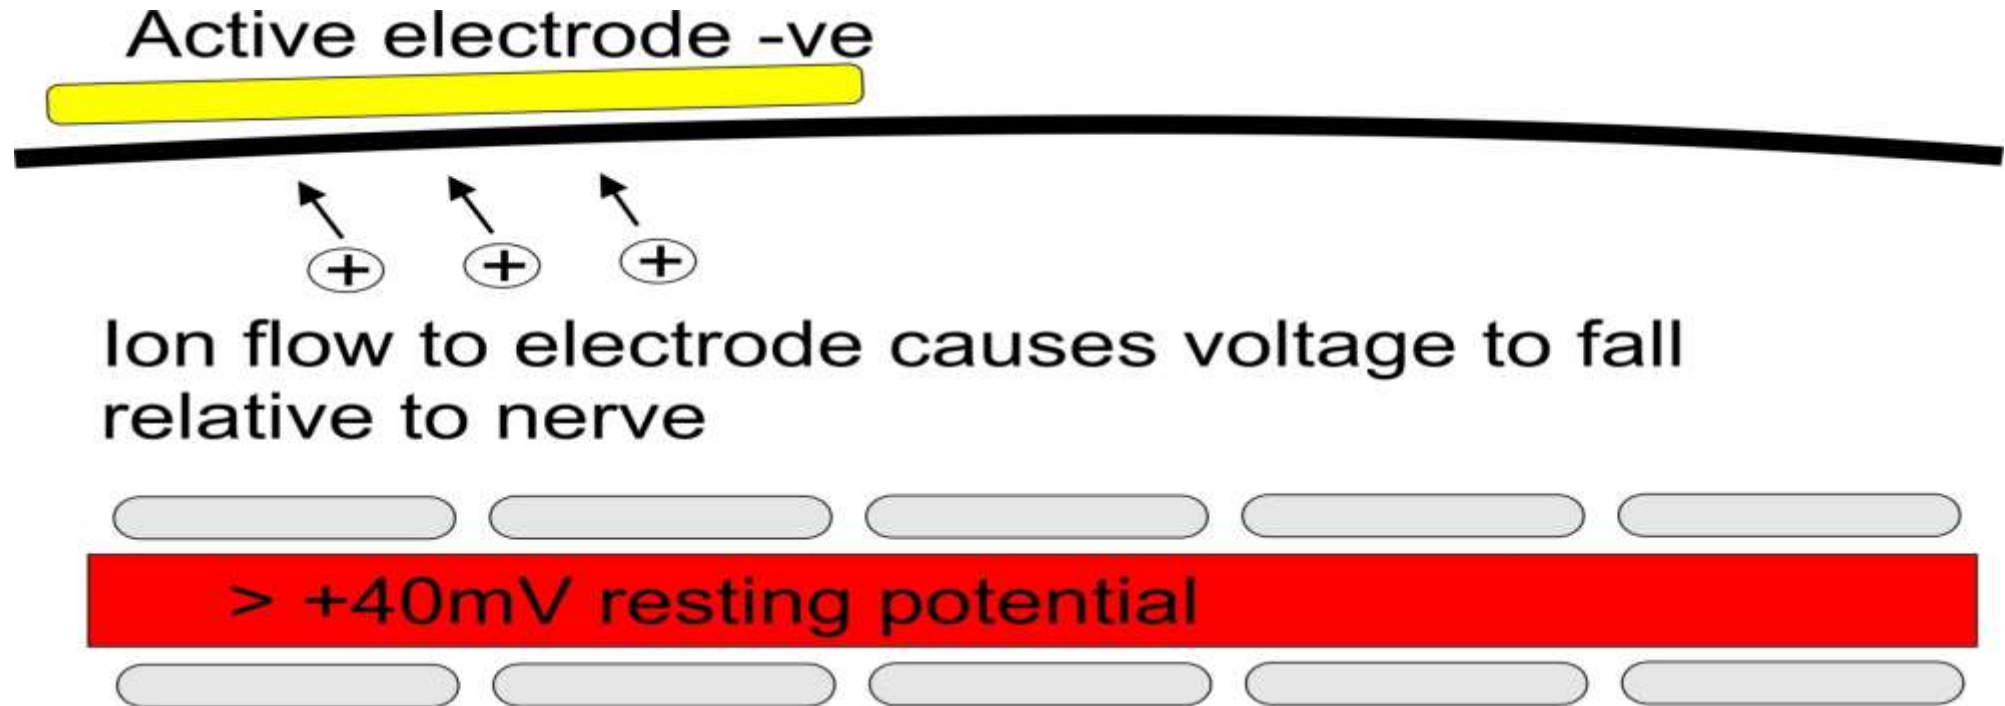 Active electrode -ve
+ + +
Ion flow to electrode causes voltage to fall
relative to nerve
> +40mV resting potential